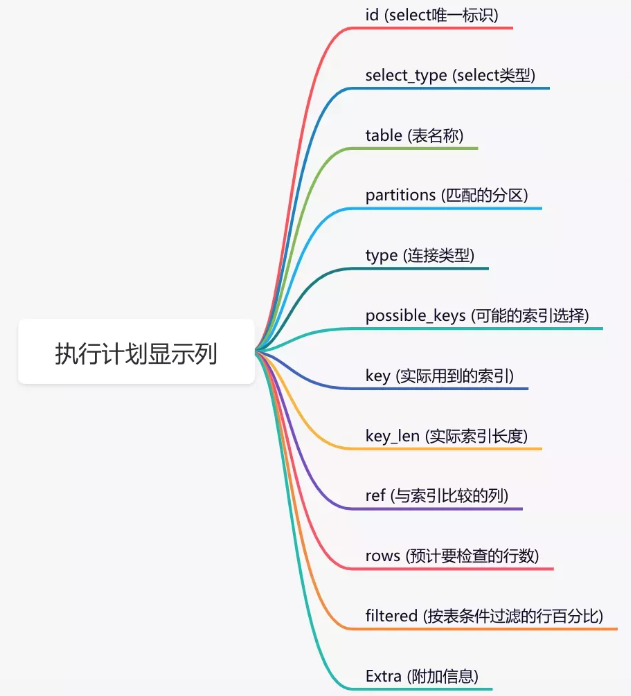 执行计划显示列
id (select唯一标识)
select_type (select类型)
table (表名称)
partitions (匹配的分区)
type (连接类型)
possible_keys (可能的索引选择)
key (实际用到的索引)
key_len (实际索引长度)
ref (与索引比较的列)
rows (预计要检查的行数)
filtered (按表条件过滤的行百分比)
Extra (附加信息)